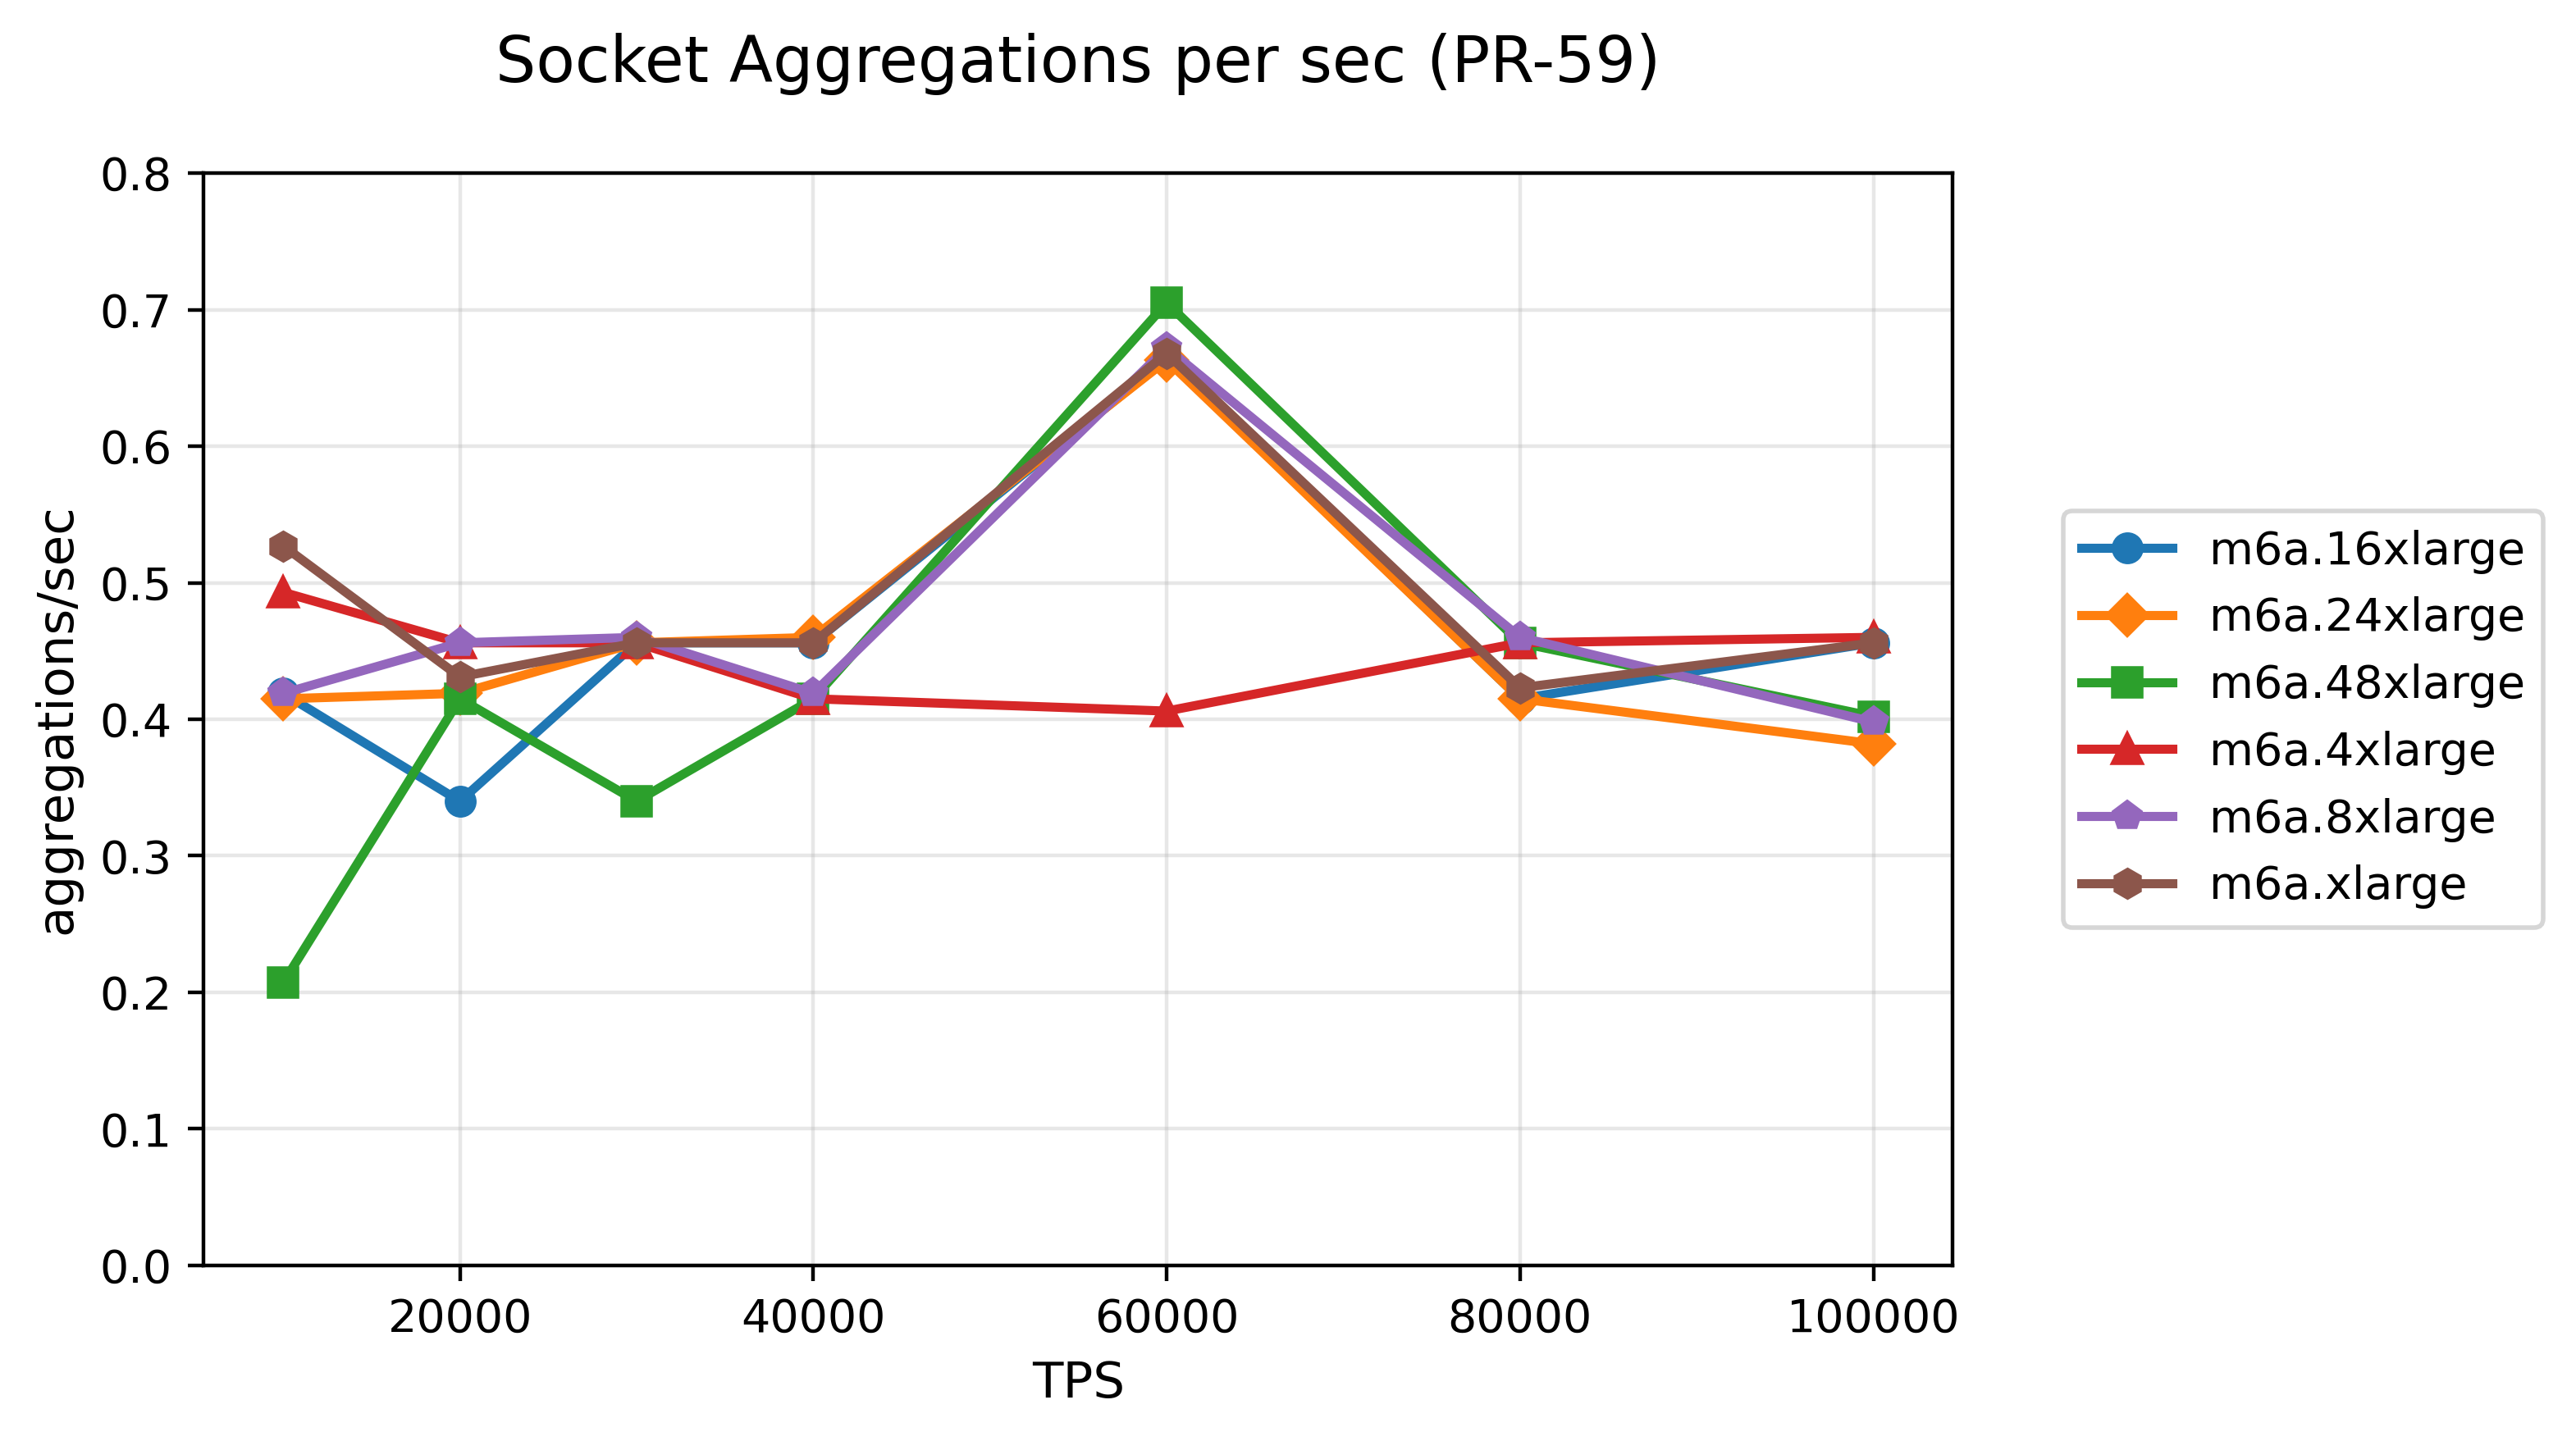 Socket Aggregations per sec (PR-59)
0.8
0.7
0.6
0.5
0.4
0.3
0.2
0.1
0.0
aggregations/sec
20000 40000 60000 80000 100000
TPS
m6a.16xlarge
m6a.24xlarge
m6a.48xlarge
m6a.4xlarge
m6a.8xlarge
m6a.xlarge